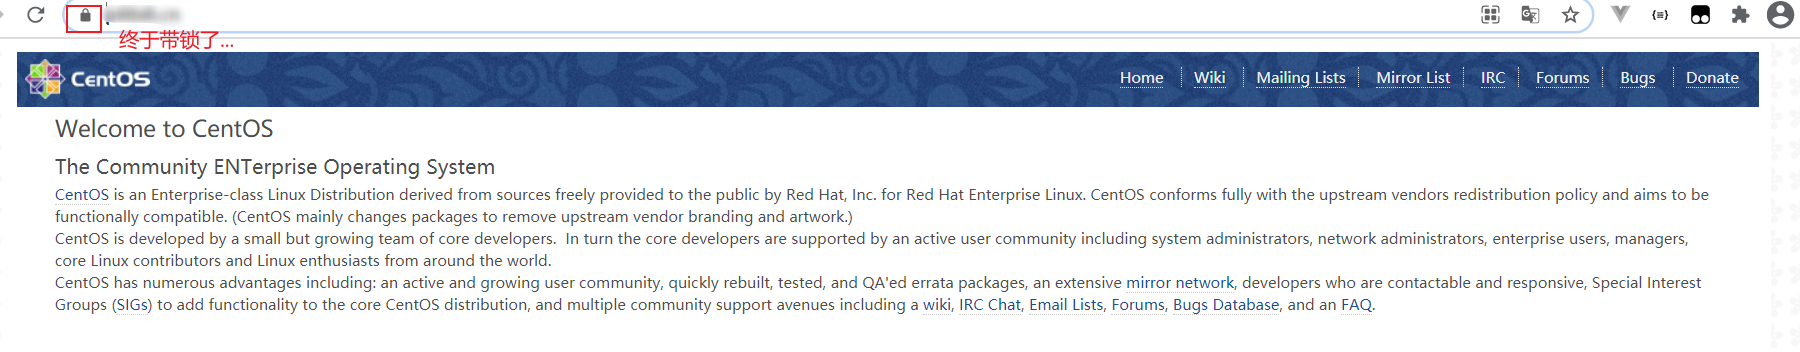 终于带锁了...
CentOS
Home Wiki Mailing Lists Mirror List IRC Forums Bugs Donate
Welcome to CentOS
The Community ENTerprise Operating System
CentOS is an Enterprise-class Linux Distribution derived from sources freely provided to the public by Red Hat, Inc. for Red Hat Enterprise Linux. CentOS conforms fully with the upstream vendors redistribution policy and aims to be
functionally compatible. (CentOS mainly changes packages to remove upstream vendor branding and artwork.)
CentOS is developed by a small but growing team of core developers.  In turn the core developers are supported by an active user community including system administrators, network administrators, enterprise users, managers,
core Linux contributors and Linux enthusiasts from around the world.
CentOS has numerous advantages including: an active and growing user community, quickly rebuilt, tested, and QA'ed errata packages, an extensive mirror network, developers who are contactable and responsive, Special Interest
Groups (SIGs) to add functionality to the core CentOS distribution, and multiple community support avenues including a wiki, IRC Chat, Email Lists, Forums, Bugs Database, and an FAQ.